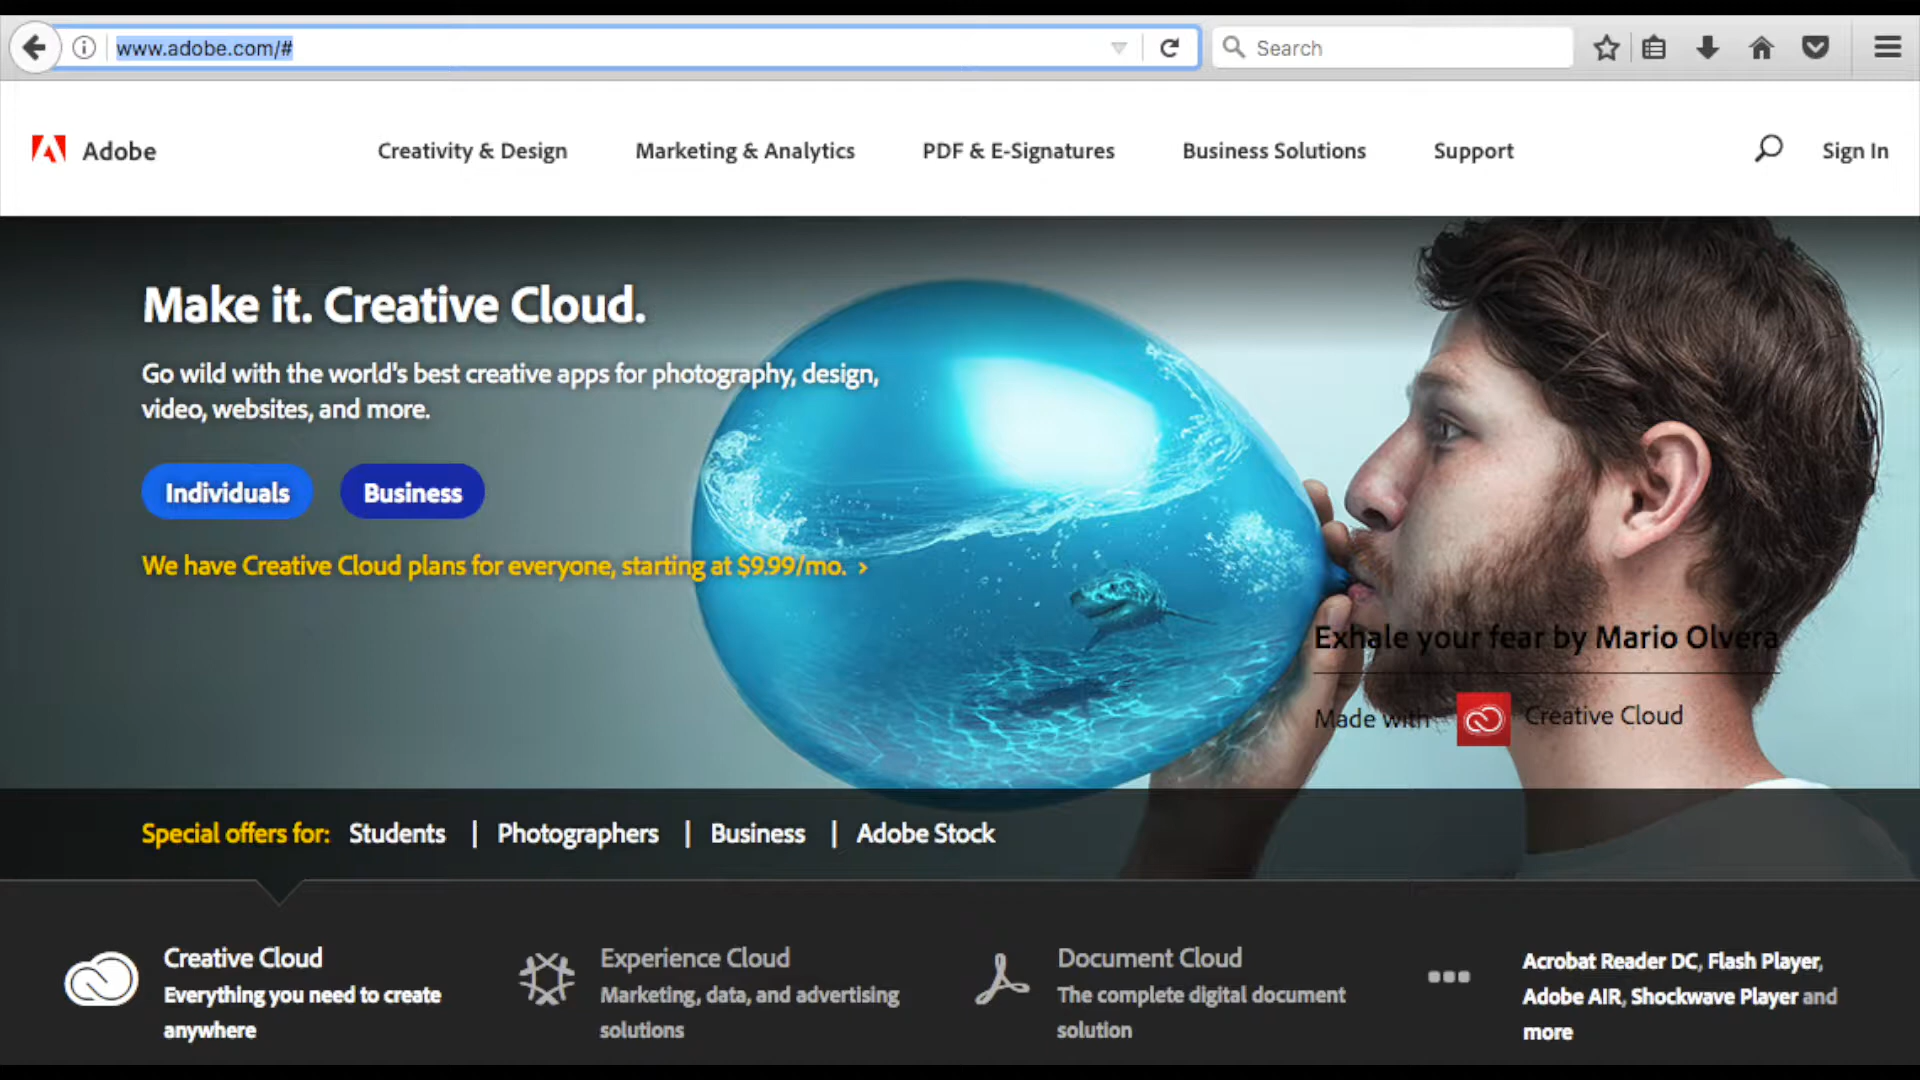 www.adobe.com/#
Search
Adobe
Creativity & Design
Marketing & Analytics
PDF & E-Signatures
Business Solutions
Support
Sign In
Make it. Creative Cloud.
Go wild with the world's best creative apps for photography, design,
video, websites, and more.
Individuals
Business
We have Creative Cloud plans for everyone, starting at $9.99/mo. ›
Exhale your fear by Mario Olvera
Made with Creative Cloud
Special offers for: Students | Photographers | Business | Adobe Stock
Creative Cloud
Everything you need to create
anywhere
Experience Cloud
Marketing, data, and advertising
solutions
Document Cloud
The complete digital document
solution
Acrobat Reader DC, Flash Player,
Adobe AIR, Shockwave Player and
more